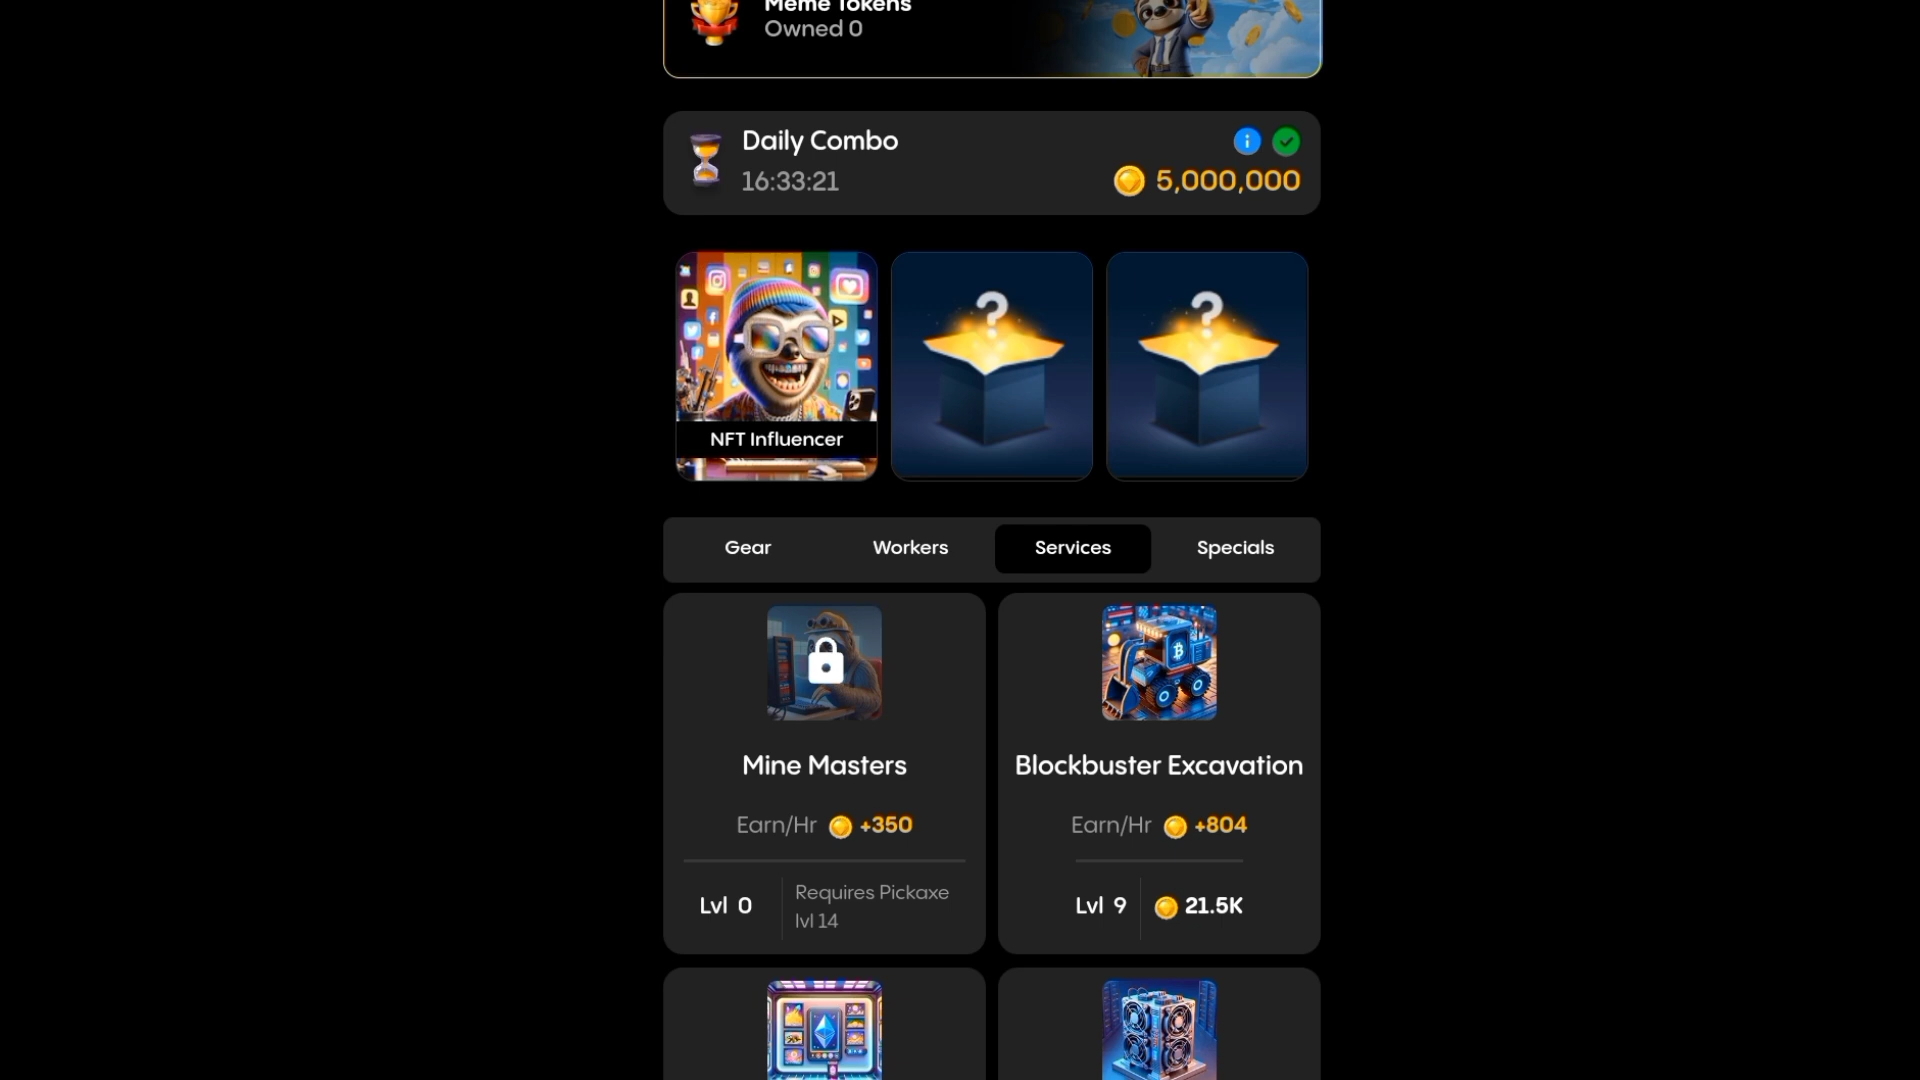 Meme Tokens
Owned 0
Daily Combo
16:33:21
5,000,000
NFT Influencer
Gear
Workers
Services
Specials
Mine Masters
Earn/Hr +350
Lvl 0
Requires Pickaxe
lvl 14
Blockbuster Excavation
Earn/Hr +804
Lvl 9
21.5K